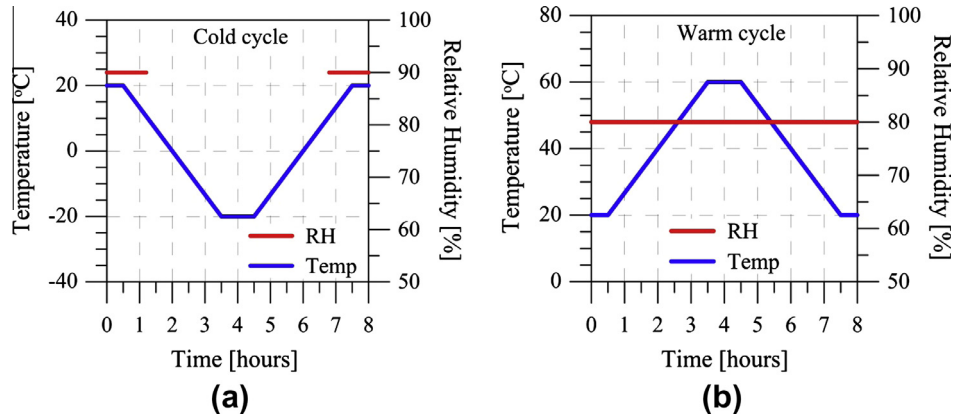 Cold cycle
Temperature [°C]
40
20
0
-20
-40
100
90
80
70
60
50
Relative Humidity [%]
RH
Temp
0 1 2 3 4 5 6 7 8
Time [hours]
(a)
Warm cycle
Temperature [°C]
80
60
40
20
0
100
90
80
70
60
50
Relative Humidity [%]
RH
Temp
0 1 2 3 4 5 6 7 8
Time [hours]
(b)